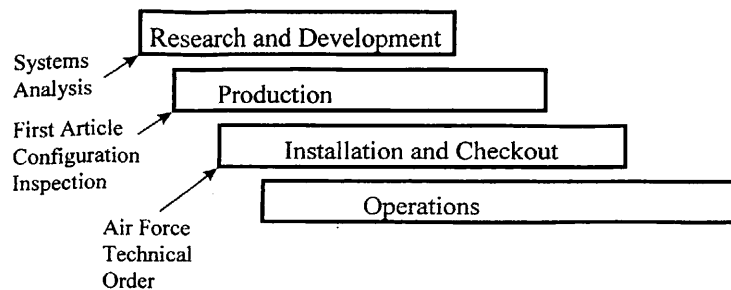 Research and Development
Systems
Analysis
Production
First Article
Configuration
Inspection
Installation and Checkout
Operations
Air Force
Technical
Order